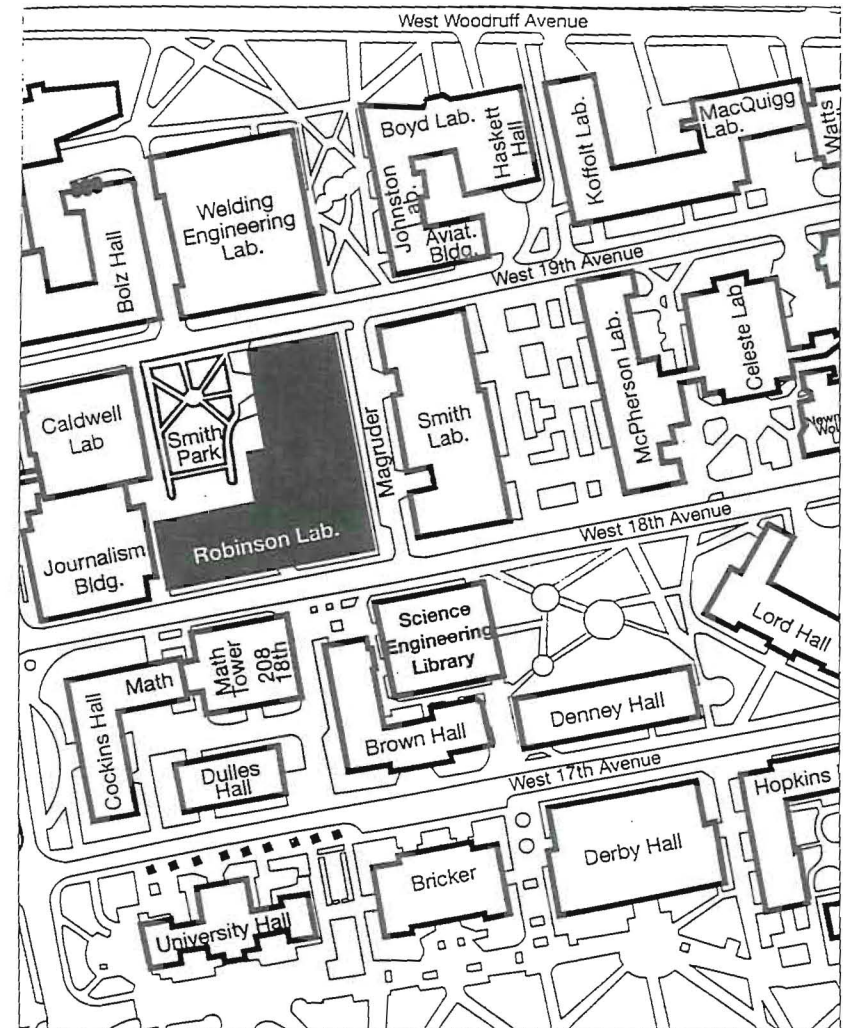 West Woodruff Avenue
Boyd Lab.
Haskett
Hall
Koffolt Lab.
MacQuigg
Lab.
Watts
Welding
Engineering
Lab.
Johnston
Aviat.
Bldg.
Bolz Hall
West 19th Avenue
Caldwell
Lab
Smith
Park
Magruder
Smith
Lab.
McPherson Lab.
Celeste Lab
Journalism
Bldg.
Robinson Lab.
West 18th Avenue
Lord Hall
Science
Engineering
Library
Math
Math
Tower
208
18th
Cockins Hall
Dulles
Hall
Brown Hall
Denney Hall
West 17th Avenue
Hopkins
Derby Hall
Bricker
University Hall